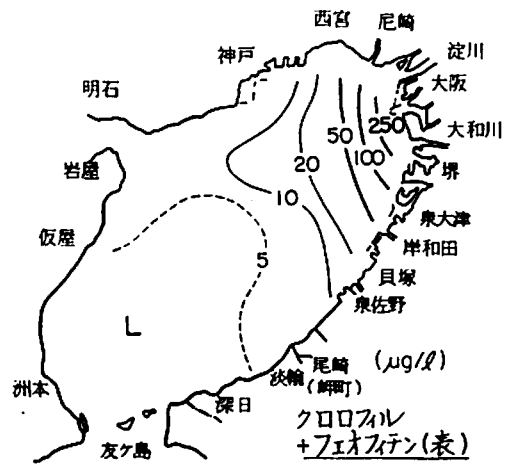 西宮
尼崎
神戸
淀川
大阪
明石
250
50
100
大和川
20
堺
岩屋
10
泉大津
仮屋
岸和田
5
貝塚
泉佐野
L
尾崎
(μg/l)
淡輪
(岬町)
洲本
深日
クロロフィル
友ケ島
+フェオフィテン(表)